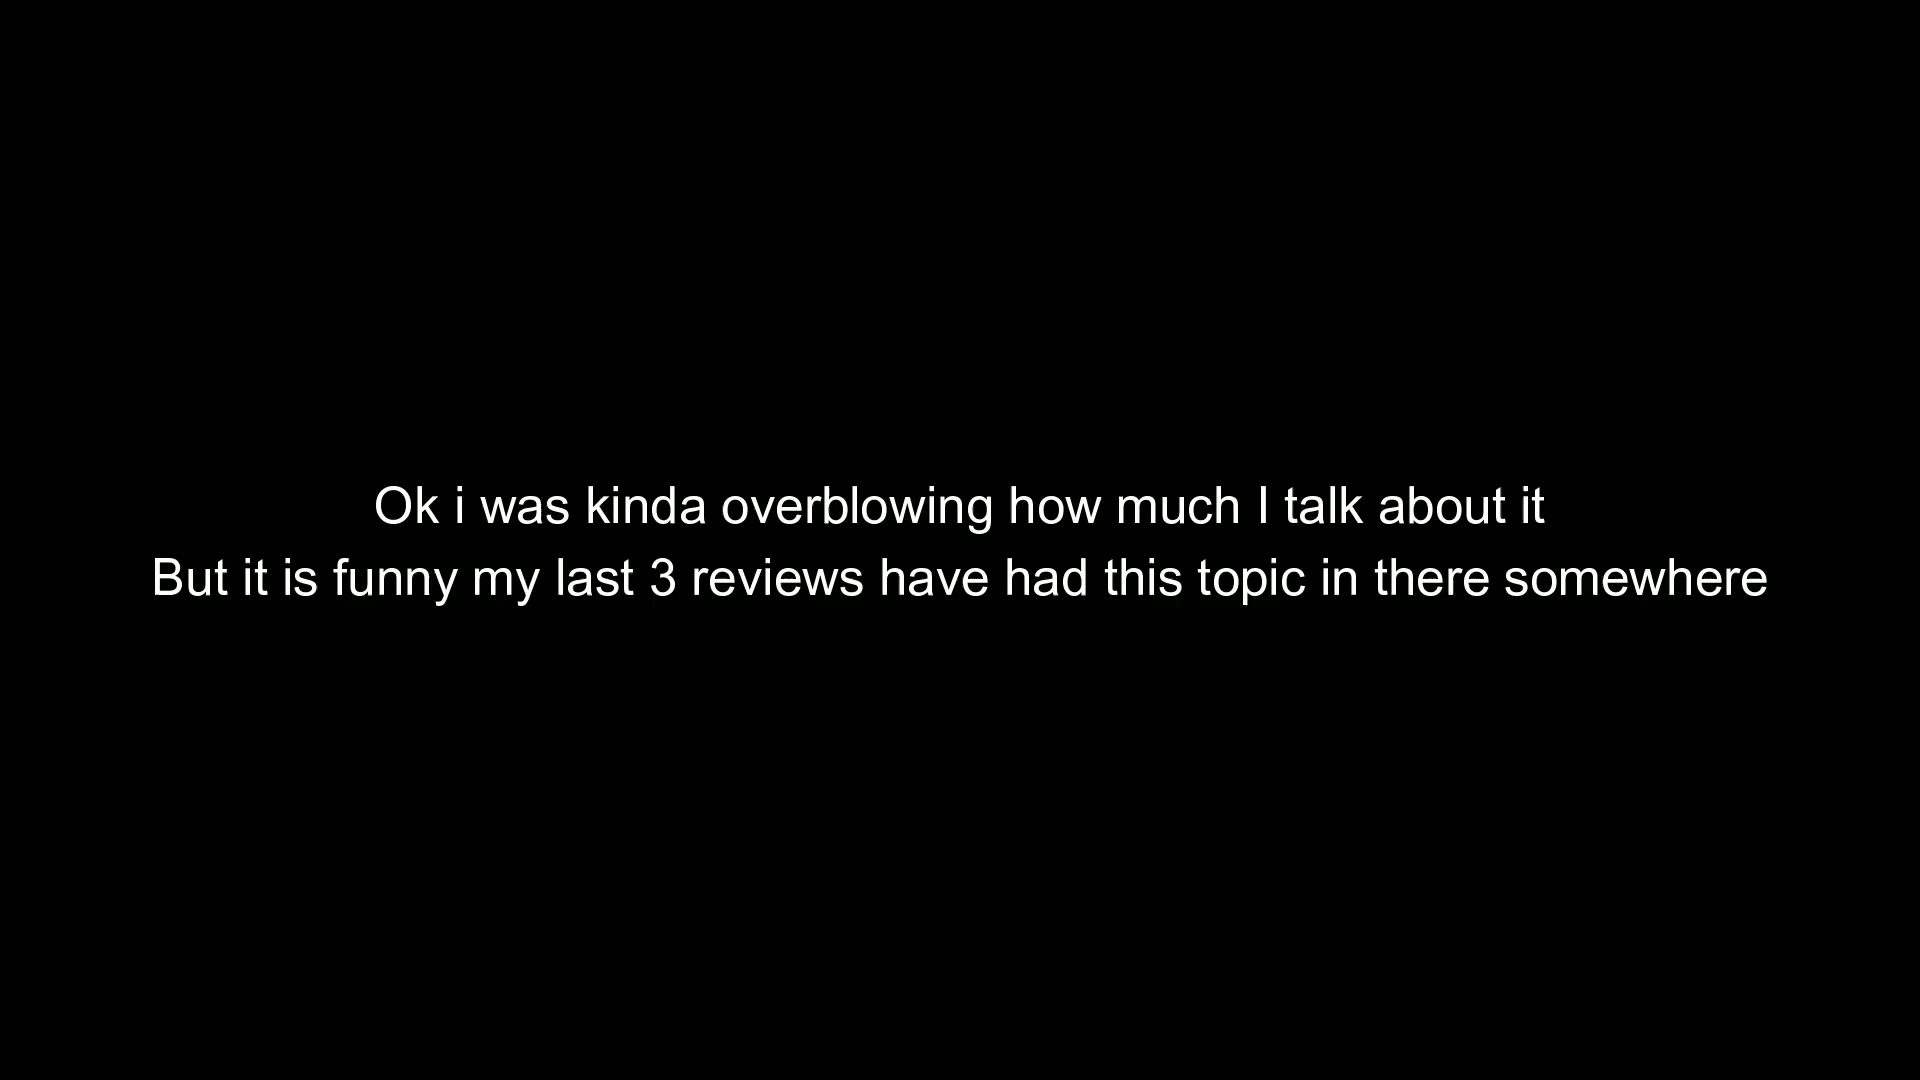 Ok i was kinda overblowing how much I talk about it
But it is funny my last 3 reviews have had this topic in there somewhere